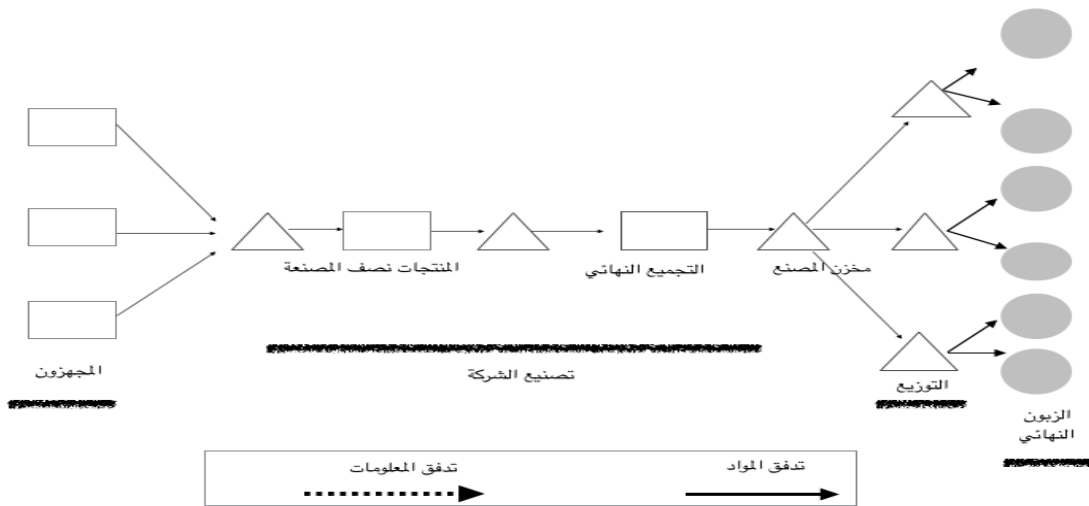 المنتجات نصف المصنعة
التجميع النهائي
مخزن المصنع
المجهزون
تصنيع الشركة
التوزيع
الزبون
النهائي
تدفق المعلومات
تدفق المواد